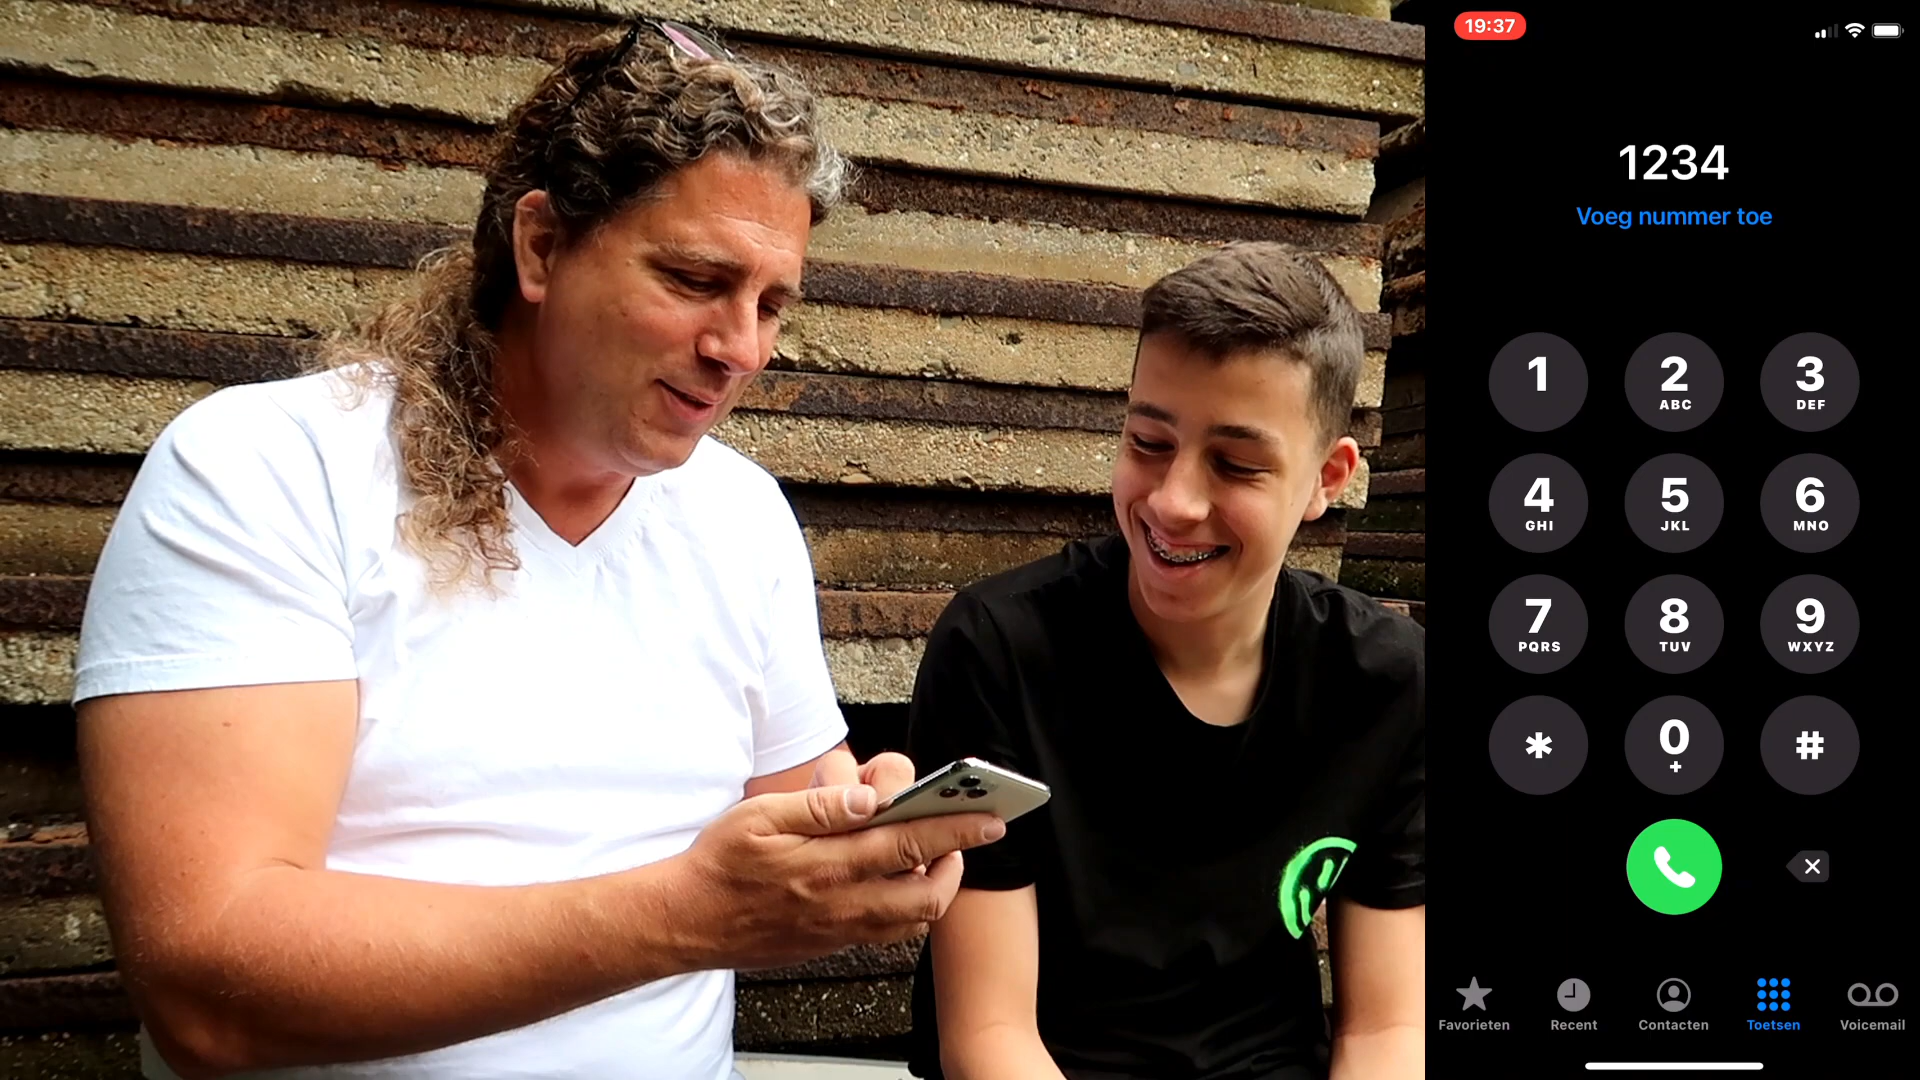 19:37
1234
Voeg nummer toe
1
2
ABC
3
DEF
4
GHI
5
JKL
6
MNO
7
PQRS
8
TUV
9
WXYZ
*
0
+
#
Favorieten
Recent
Contacten
Toetsen
Voicemail